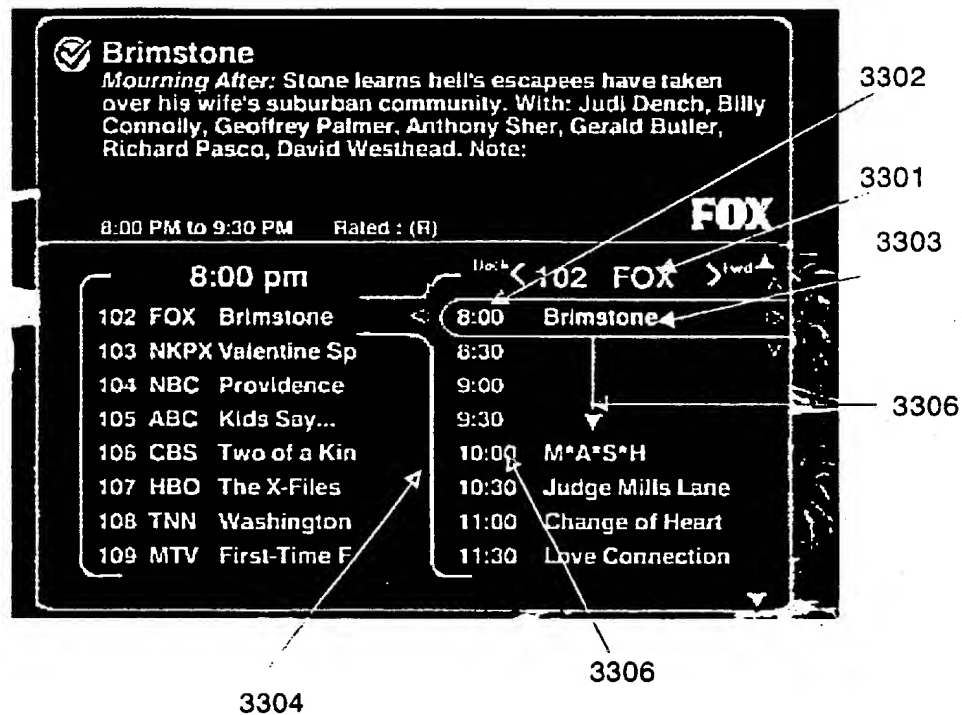 Brimstone
Mourning After: Stone learns hell's escapees have taken
over his wife's suburban community. With: Judi Dench, Billy
Connolly, Geoffrey Palmer, Anthony Sher, Gerald Butler,
Richard Pasco, David Westhead. Note:
8:00 PM to 9:30 PM Rated : (R)
FOX
8:00 pm
102 FOX Brimstone
103 NKPX Valentine Sp
104 NBC Providence
105 ABC Kids Say...
106 CBS Two of a Kin
107 HBO The X-Files
108 TNN Washington
109 MTV First-Time F
102 FOX Fwd
8:00 Brimstone
8:30
9:00
9:30
10:00 M*A*S*H
10:30 Judge Mills Lane
11:00 Change of Heart
11:30 Love Connection
3302
3301
3303
3306
3306
3304